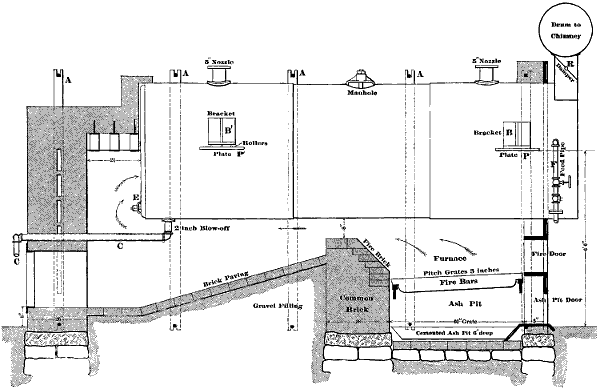 Drum to
Chimney
R
Damper
A
5" Nozzle
A
Manhole
A
5" Nozzle
Bracket
B'
Rollers
Plate P'
Bracket
B
Plate P
Feed Pipe
E
2 inch Blow-off
C
C
Fire Brick
Furnace
Fire Door
Brick Paving
Pitch Grates 3 inches
Fire Bars
Gravel Filling
Common
Brick
Ash Pit
Ash Pit Door
Cemented Ash Pit 6" deep